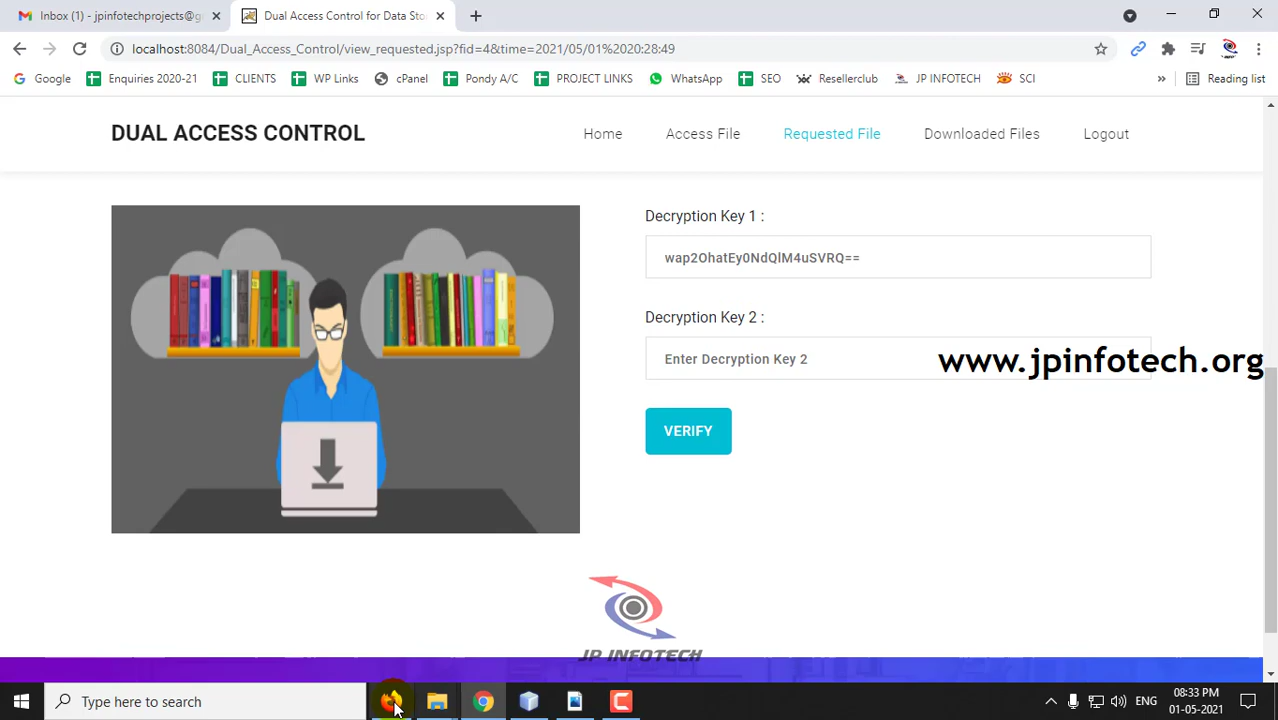 Inbox (1) - jpinfotechprojects@g
Dual Access Control for Data Sto
localhost:8084/Dual_Access_Control/view_requested.jsp?fid=4&time=2021/05/01%2020:28:49
Google
Enquiries 2020-21
CLIENTS
WP Links
cPanel
Pondy A/C
PROJECT LINKS
WhatsApp
SEO
Resellerclub
JP INFOTECH
SCI
»
Reading list
DUAL ACCESS CONTROL
Home
Access File
Requested File
Downloaded Files
Logout
Decryption Key 1 :
wap2OhatEy0NdQlM4uSVRQ==
Decryption Key 2 :
Enter Decryption Key 2
www.jpinfotech.org
VERIFY
JP INFOTECH
Type here to search
ENG
08:33 PM
01-05-2021